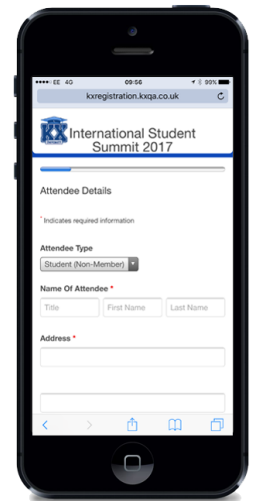 EE 4G 09:56 90%
kxregistration.kxqa.co.uk
KX
International Student
Summit 2017
Attendee Details
* Indicates required information
Attendee Type
Student (Non-Member)
Name Of Attendee *
Title First Name Last Name
Address *